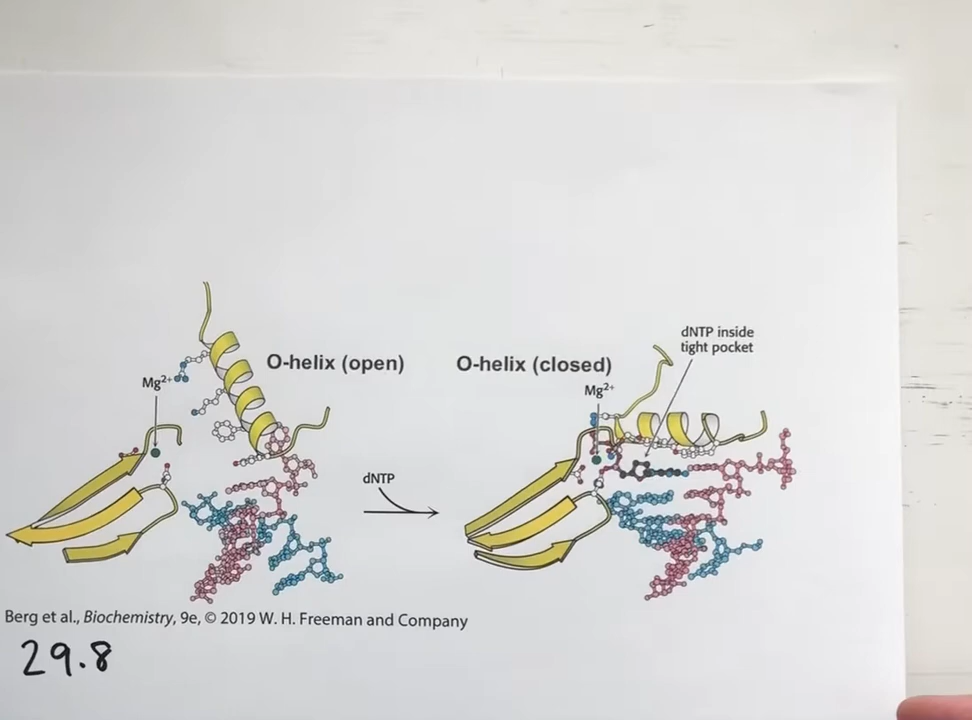 dNTP inside
tight pocket
O-helix (open)
O-helix (closed)
Mg2+
Mg2+
dNTP
Berg et al., Biochemistry, 9e, © 2019 W. H. Freeman and Company
29.8